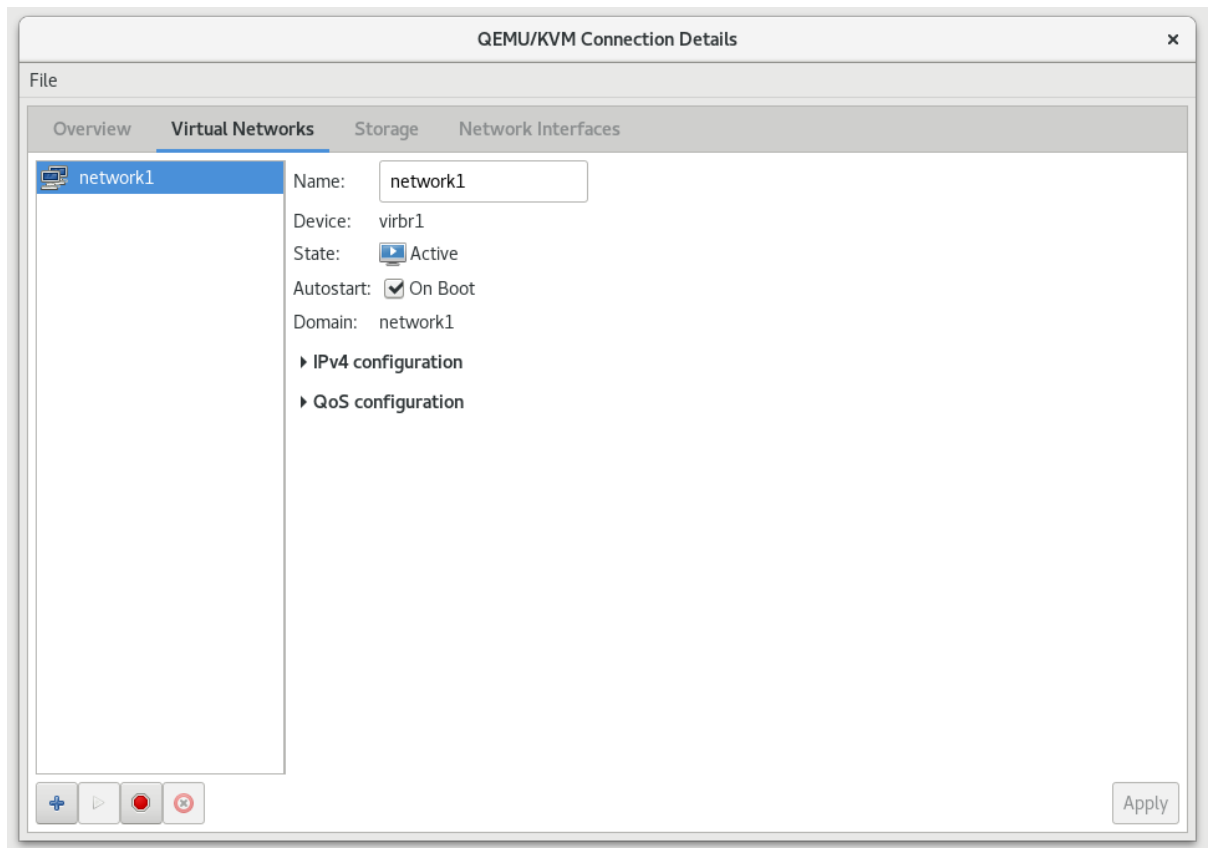 QEMU/KVM Connection Details
File
Overview Virtual Networks Storage Network Interfaces
network1
Name: network1
Device: virbr1
State: Active
Autostart: On Boot
Domain: network1
IPv4 configuration
QoS configuration
Apply